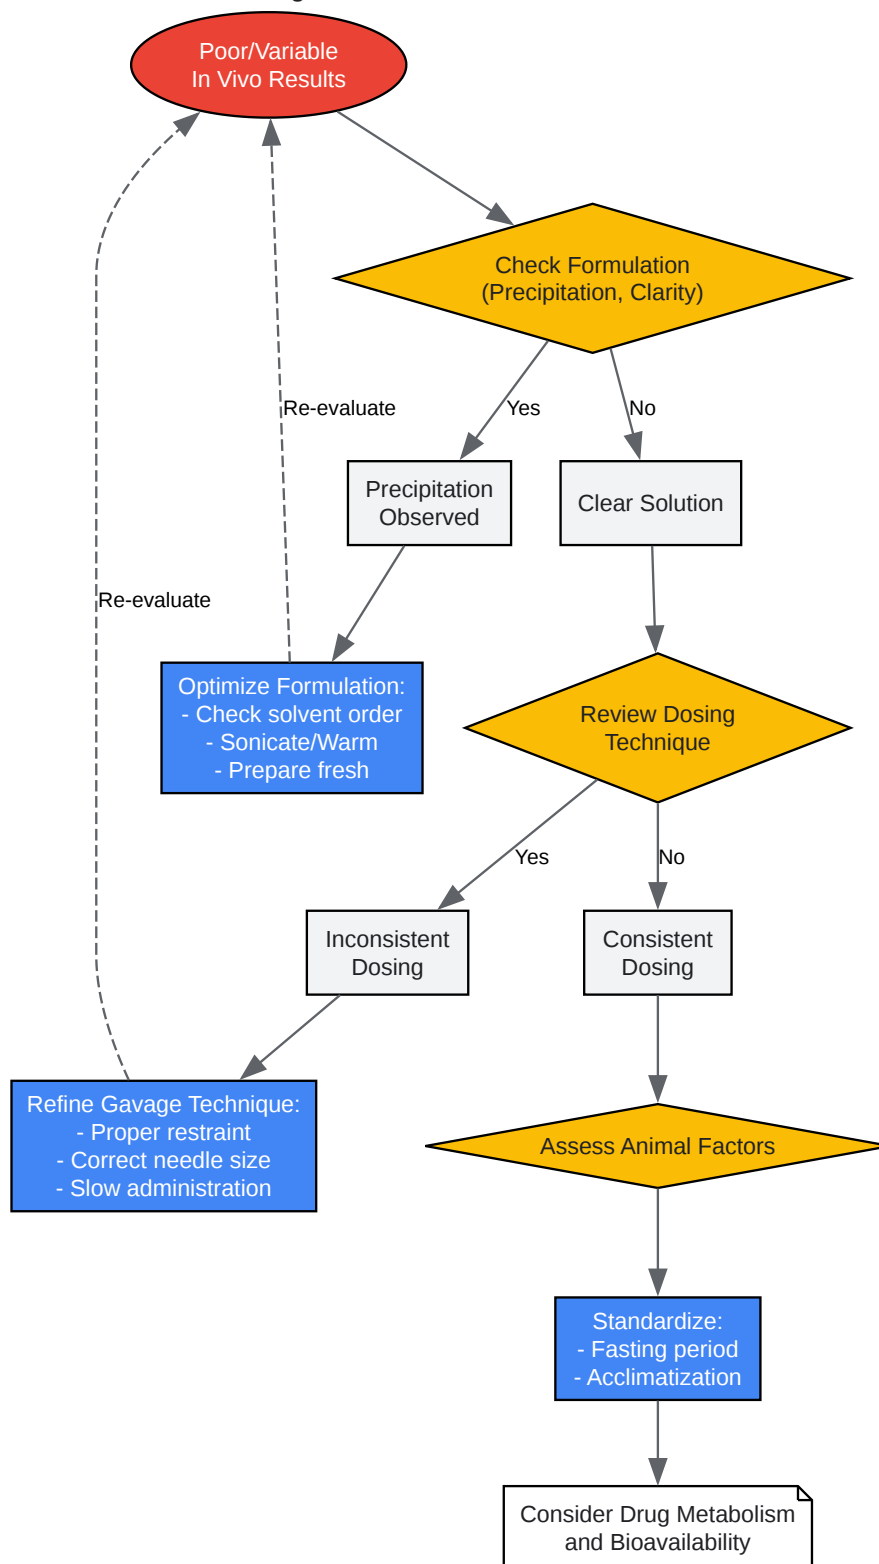 Poor/Variable
In Vivo Results
Check Formulation
(Precipitation, Clarity)
Re-evaluate
Yes
No
Precipitation
Observed
Clear Solution
Re-evaluate
Optimize Formulation:
- Check solvent order
- Sonicate/Warm
- Prepare fresh
Review Dosing
Technique
Yes
No
Inconsistent
Dosing
Consistent
Dosing
Refine Gavage Technique:
- Proper restraint
- Correct needle size
- Slow administration
Assess Animal Factors
Standardize:
- Fasting period
- Acclimatization
Consider Drug Metabolism
and Bioavailability